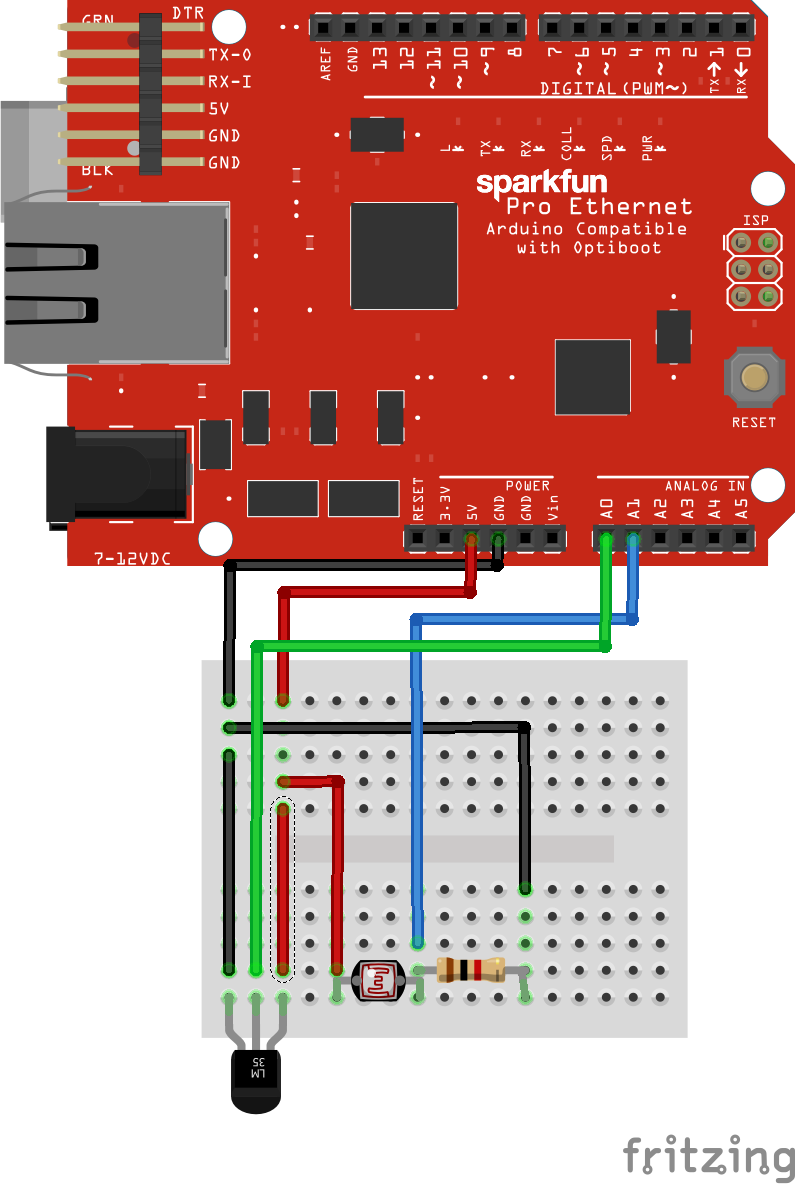 GRN
DTR
TX-0
RX-I
5V
GND
GND
BLK
AREF
GND
13
12
~11
~10
~9
8
7
~6
~5
4
~3
2
TX→1
RX←0
DIGITAL (PWM~)
L
TX
RX
COLL
SPD
PWR
sparkfun
Pro Ethernet
Arduino Compatible
with Optiboot
ISP
RESET
7-12VDC
POWER
RESET
3.3V
5V
GND
GND
Vin
ANALOG IN
A0
A1
A2
A3
A4
A5
LM
35
fritzing